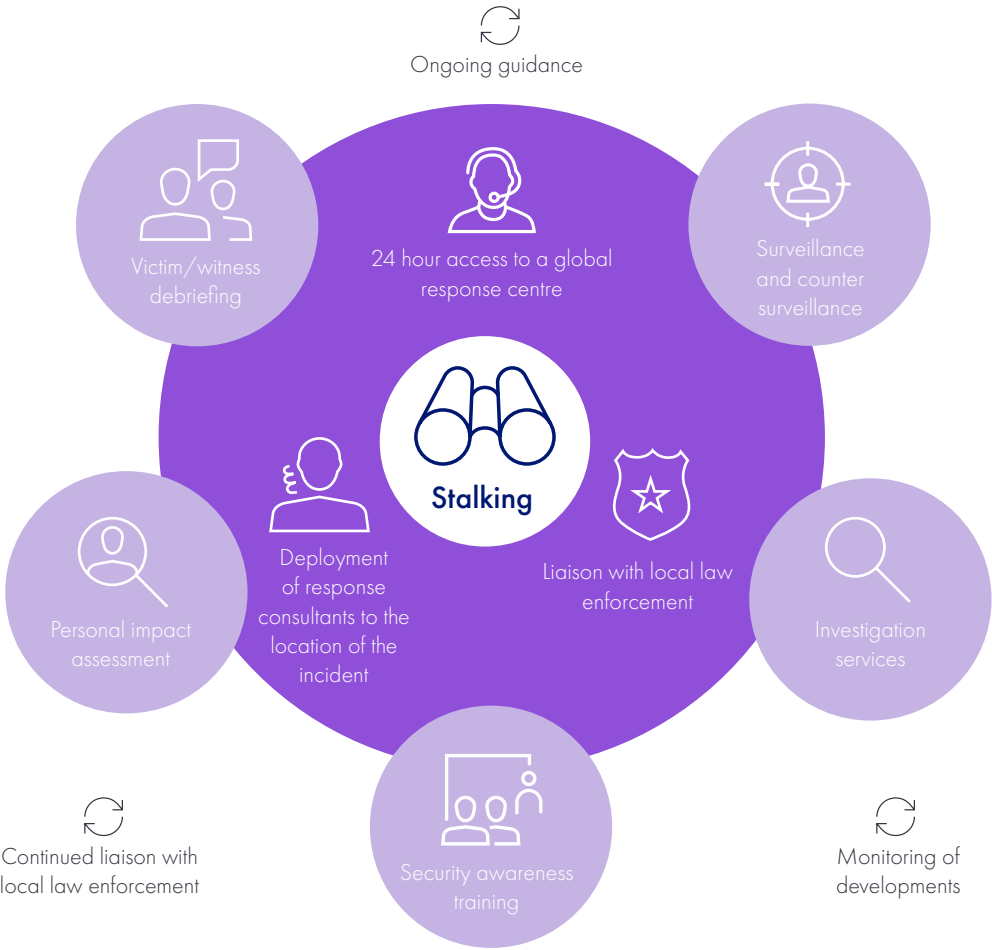 Ongoing guidance
Victim/witness
debriefing
24 hour access to a global
response centre
Surveillance
and counter
surveillance
Stalking
Deployment
of response
consultants to the
location of the
incident
Liaison with local law
enforcement
Personal impact
assessment
Investigation
services
Security awareness
training
Continued liaison with
local law enforcement
Monitoring of
developments